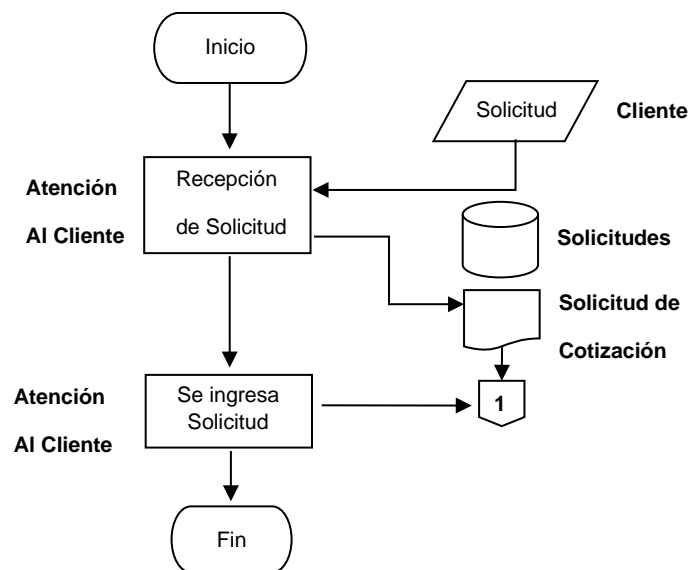 Inicio
Solicitud
Cliente
Atención
Al Cliente
Recepción
de Solicitud
Solicitudes
Solicitud de
Cotización
Atención
Al Cliente
Se ingresa
Solicitud
1
Fin